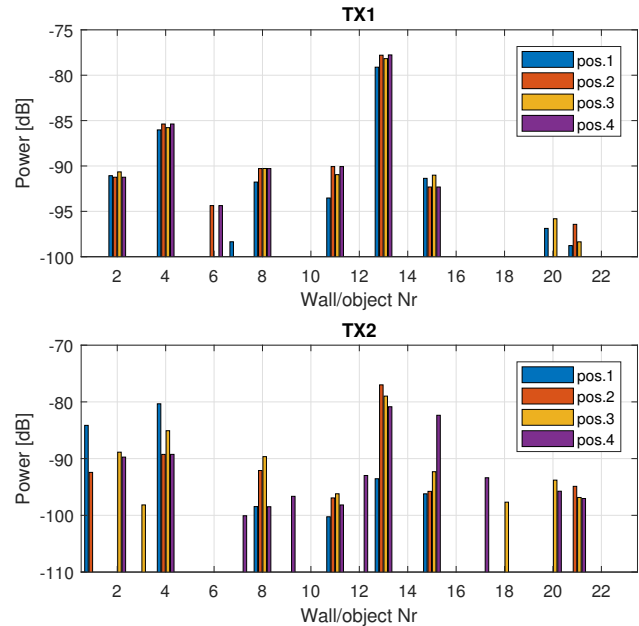 TX1
-75
-80
-85
-90
-95
-100
Power [dB]
pos.1
pos.2
pos.3
pos.4
2 4 6 8 10 12 14 16 18 20 22
Wall/object Nr
TX2
-70
-80
-90
-100
-110
Power [dB]
pos.1
pos.2
pos.3
pos.4
2 4 6 8 10 12 14 16 18 20 22
Wall/object Nr